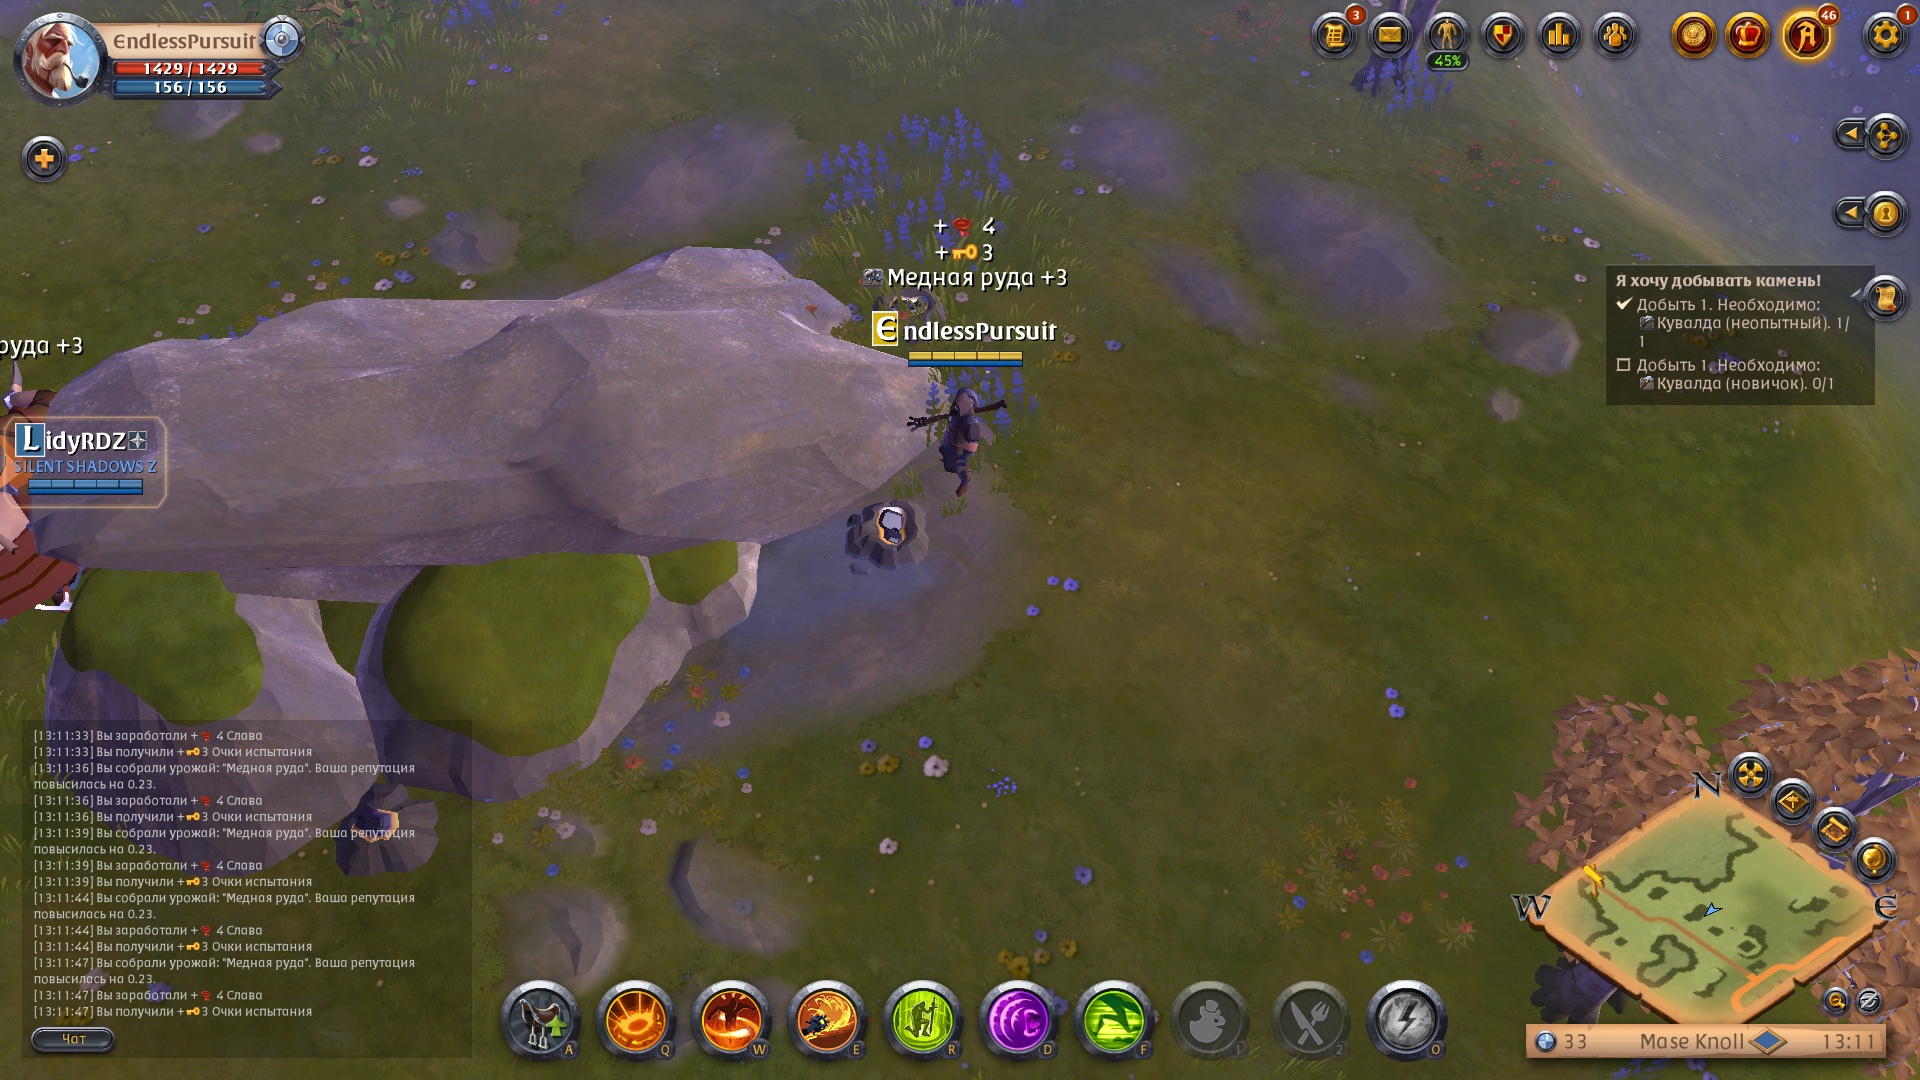 EndlessPursuit
1429 / 1429
156 / 156
3
45%
46
1
+ 4
+ 3
Медная руда +3
EndlessPursuit
руда +3
LidyRDZ
SILENT SHADOWS Z
Я хочу добывать камень!
Добыть 1. Необходимо:
Кувалда (неопытный). 1/
1
Добыть 1. Необходимо:
Кувалда (новичок). 0/1
[13:11:33] Вы заработали + 4 Слава
[13:11:33] Вы получили + 3 Очки испытания
[13:11:36] Вы собрали урожай: "Медная руда". Ваша репутация
повысилась на 0.23.
[13:11:36] Вы заработали + 4 Слава
[13:11:36] Вы получили + 3 Очки испытания
[13:11:39] Вы собрали урожай: "Медная руда". Ваша репутация
повысилась на 0.23.
[13:11:39] Вы заработали + 4 Слава
[13:11:39] Вы получили + 3 Очки испытания
[13:11:44] Вы собрали урожай: "Медная руда". Ваша репутация
повысилась на 0.23.
[13:11:44] Вы заработали + 4 Слава
[13:11:44] Вы получили + 3 Очки испытания
[13:11:47] Вы собрали урожай: "Медная руда". Ваша репутация
повысилась на 0.23.
[13:11:47] Вы заработали + 4 Слава
[13:11:47] Вы получили + 3 Очки испытания
Чат
A
Q
W
E
R
D
F
1
2
O
N
W
E
33 Mase Knoll 13:11